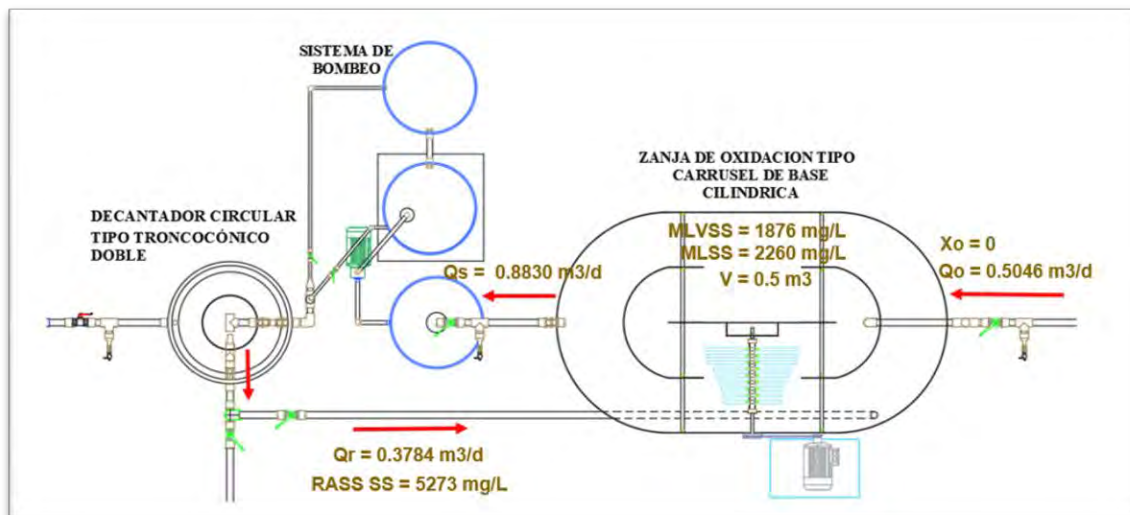 SISTEMA DE
BOMBEO
ZANJA DE OXIDACION TIPO
CARRUSEL DE BASE
CILINDRICA
DECANTADOR CIRCULAR
TIPO TRONCOCÓNICO
DOBLE
MLVSS = 1876 mg/L
MLSS = 2260 mg/L
V = 0.5 m3
Xo = 0
Qo = 0.5046 m3/d
Qs = 0.8830 m3/d
Qr = 0.3784 m3/d
RASS SS = 5273 mg/L